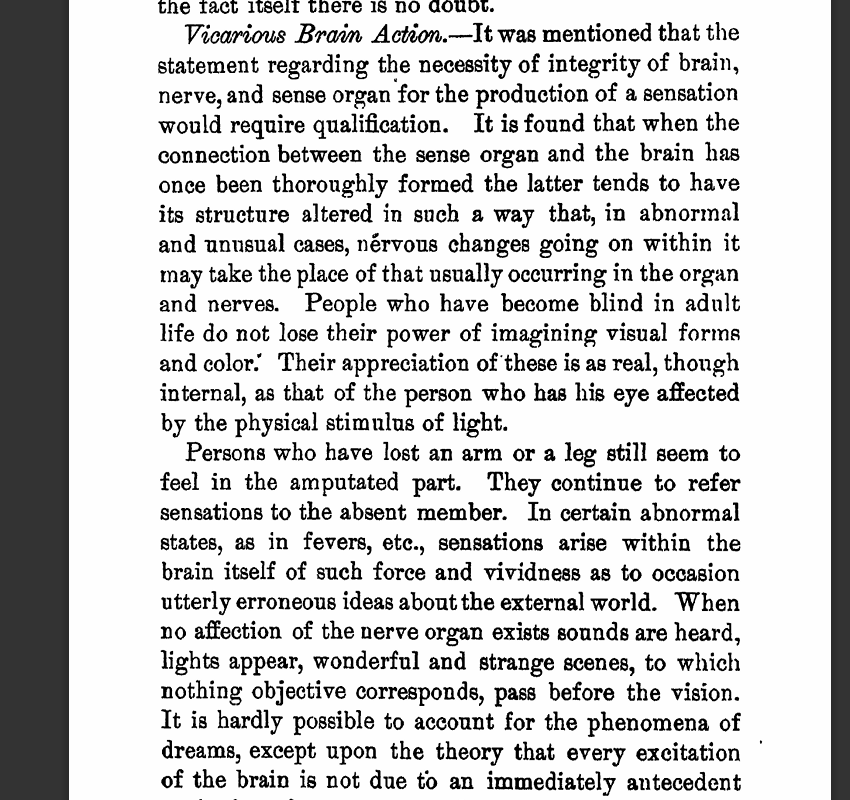 the fact itself there is no doubt.
Vicarious Brain Action.—It was mentioned that the
statement regarding the necessity of integrity of brain,
nerve, and sense organ for the production of a sensation
would require qualification. It is found that when the
connection between the sense organ and the brain has
once been thoroughly formed the latter tends to have
its structure altered in such a way that, in abnormal
and unusual cases, nérvous changes going on within it
may take the place of that usually occurring in the organ
and nerves. People who have become blind in adult
life do not lose their power of imagining visual forms
and color. Their appreciation of these is as real, though
internal, as that of the person who has his eye affected
by the physical stimulus of light.
Persons who have lost an arm or a leg still seem to
feel in the amputated part. They continue to refer
sensations to the absent member. In certain abnormal
states, as in fevers, etc., sensations arise within the
brain itself of such force and vividness as to occasion
utterly erroneous ideas about the external world. When
no affection of the nerve organ exists sounds are heard,
lights appear, wonderful and strange scenes, to which
nothing objective corresponds, pass before the vision.
It is hardly possible to account for the phenomena of
dreams, except upon the theory that every excitation
of the brain is not due to an immediately antecedent